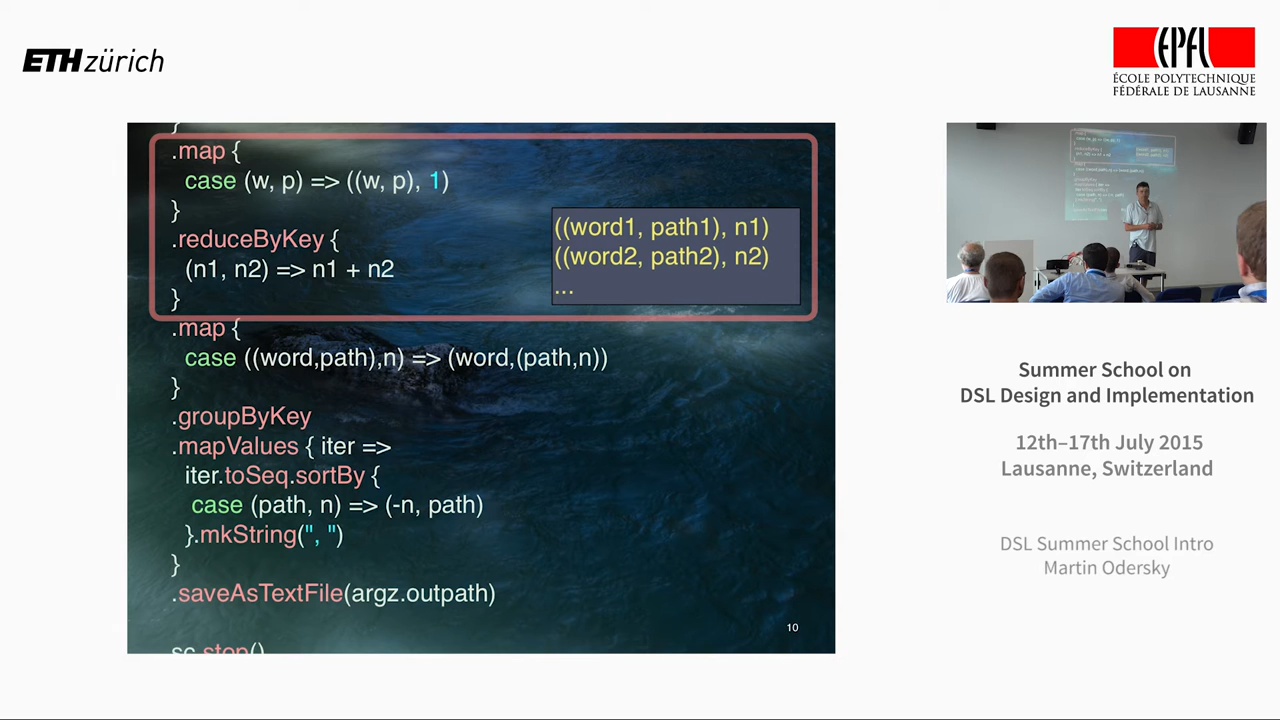 ETH zürich
EPFL
ÉCOLE POLYTECHNIQUE
FÉDÉRALE DE LAUSANNE
}
.map {
case (w, p) => ((w, p), 1)
}
.reduceByKey {
(n1, n2) => n1 + n2
}
((word1, path1), n1)
((word2, path2), n2)
...
.map {
case ((word,path),n) => (word,(path,n))
}
.groupByKey
.mapValues { iter =>
iter.toSeq.sortBy {
case (path, n) => (-n, path)
}.mkString(", ")
}
.saveAsTextFile(argz.outpath)
sc.stop()
10
Summer School on
DSL Design and Implementation
12th–17th July 2015
Lausanne, Switzerland
DSL Summer School Intro
Martin Odersky